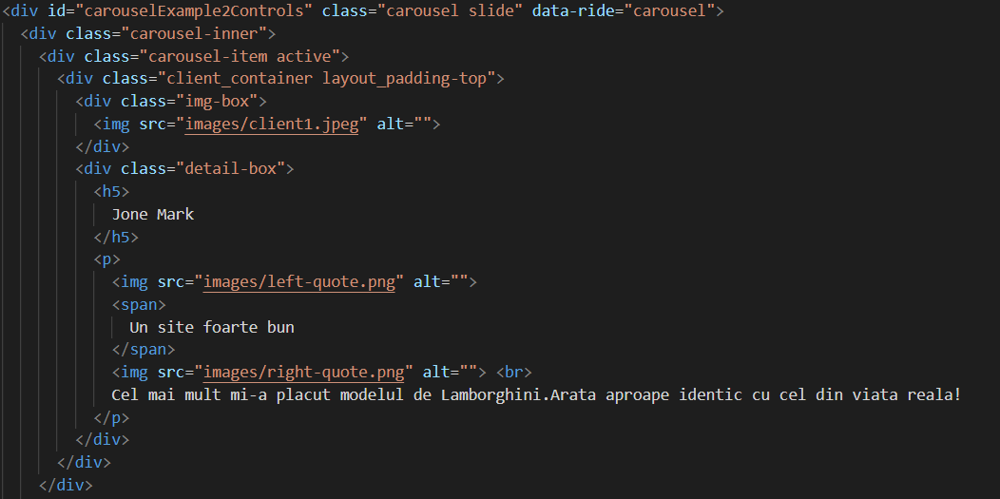 <div id="carouselExample2Controls" class="carousel slide" data-ride="carousel">
<div class="carousel-inner">
<div class="carousel-item active">
<div class="client_container layout_padding-top">
<div class="img-box">
<img src="images/client1.jpeg" alt="">
</div>
<div class="detail-box">
<h5>
Jone Mark
</h5>
<p>
<img src="images/left-quote.png" alt="">
<span>
Un site foarte bun
</span>
<img src="images/right-quote.png" alt=""> <br>
Cel mai mult mi-a placut modelul de Lamborghini.Arata aproape identic cu cel din viata reala!
</p>
</div>
</div>
</div>